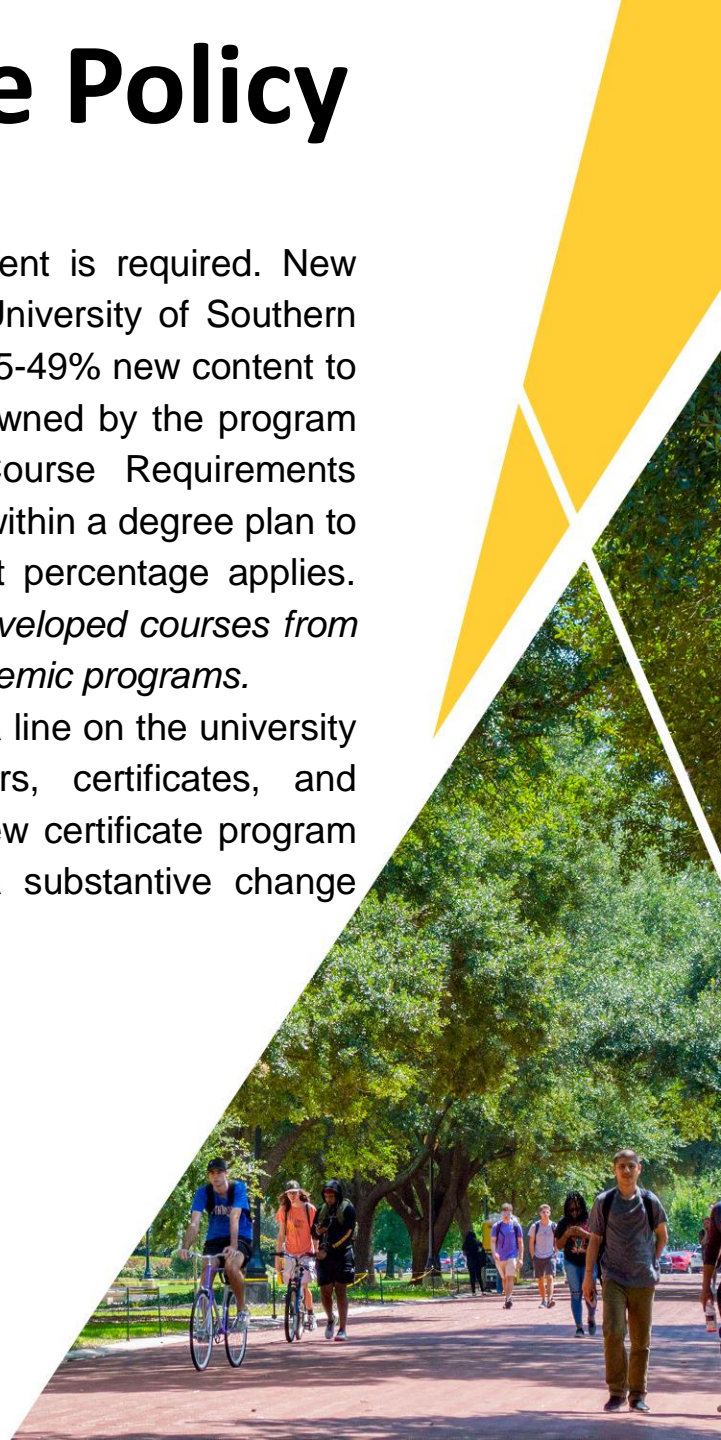 e Policy
ent is required. New
University of Southern
5-49% new content to
wned by the program
Course Requirements
within a degree plan to
t percentage applies.
veloped courses from
emic programs.
line on the university
rs, certificates, and
ew certificate program
substantive change